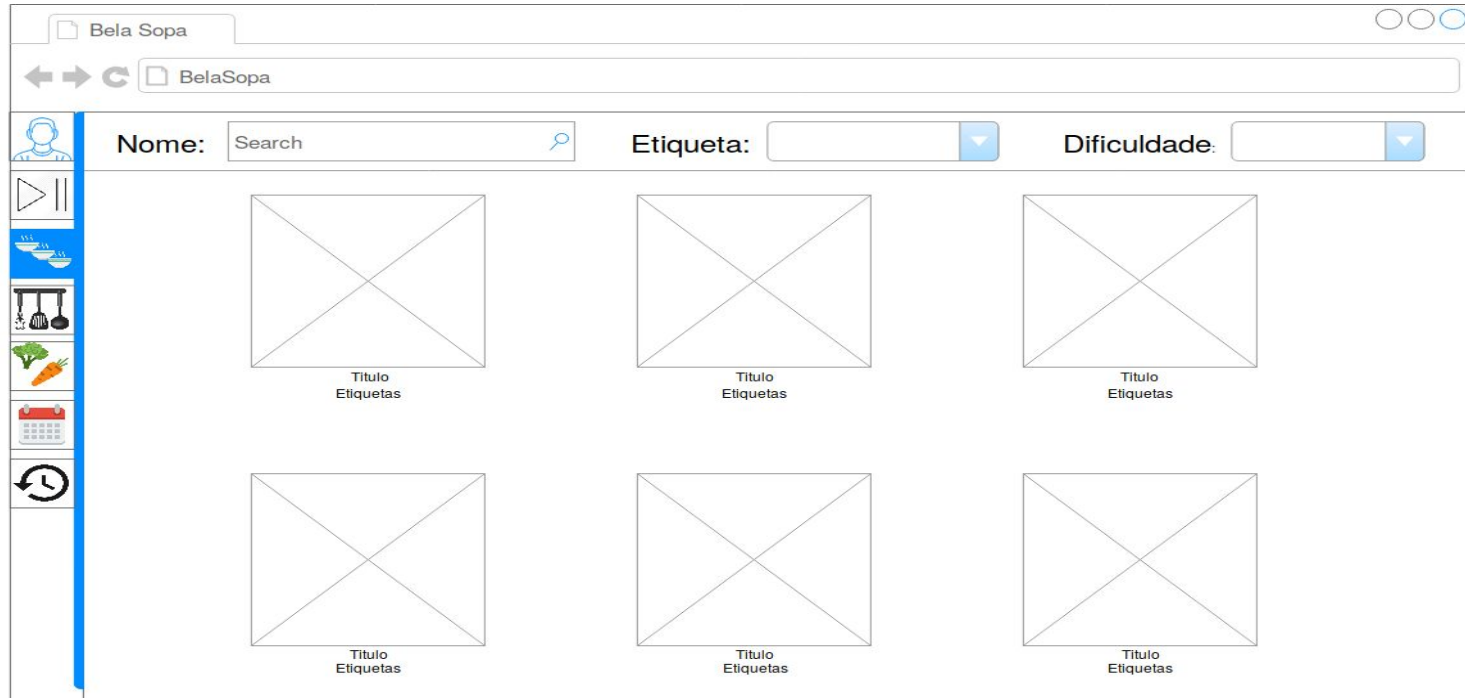 Bela Sopa
BelaSopa
Nome: Search Etiqueta: Dificuldade:
Titulo Titulo Titulo
Etiquetas Etiquetas Etiquetas
Titulo Titulo Titulo
Etiquetas Etiquetas Etiquetas